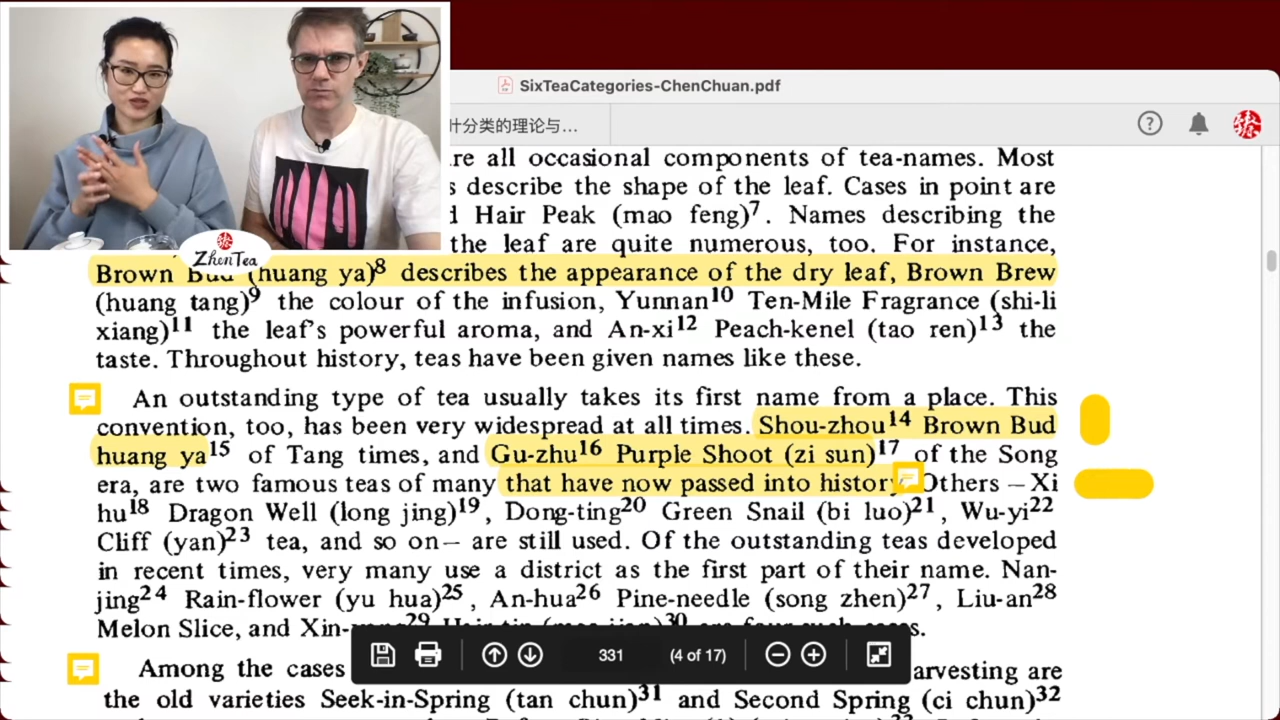 SixTeaCategories-ChenChuan.pdf
叶分类的理论与...
are all occasional components of tea-names. Most
s describe the shape of the leaf. Cases in point are
Hair Peak (mao feng)7. Names describing the
the leaf are quite numerous, too. For instance,
ZhenTea
Brown Bud (huang ya)8 describes the appearance of the dry leaf, Brown Brew
(huang tang)9 the colour of the infusion, Yunnan10 Ten-Mile Fragrance (shi-li
xiang)11 the leaf's powerful aroma, and An-xi12 Peach-kenel (tao ren)13 the
taste. Throughout history, teas have been given names like these.
An outstanding type of tea usually takes its first name from a place. This
convention, too, has been very widespread at all times. Shou-zhou14 Brown Bud
huang ya15 of Tang times, and Gu-zhu16 Purple Shoot (zi sun)17 of the Song
era, are two famous teas of many that have now passed into history. Others – Xi
hu18 Dragon Well (long jing)19, Dong-ting20 Green Snail (bi luo)21, Wu-yi22
Cliff (yan)23 tea, and so on– are still used. Of the outstanding teas developed
in recent times, very many use a district as the first part of their name. Nan-
jing24 Rain-flower (yu hua)25, An-hua26 Pine-needle (song zhen)27, Liu-an28
Melon Slice, and Xin-
331 (4 of 17)
Among the cases arvesting are
the old varieties Seek-in-Spring (tan chun)31 and Second Spring (ci chun)32